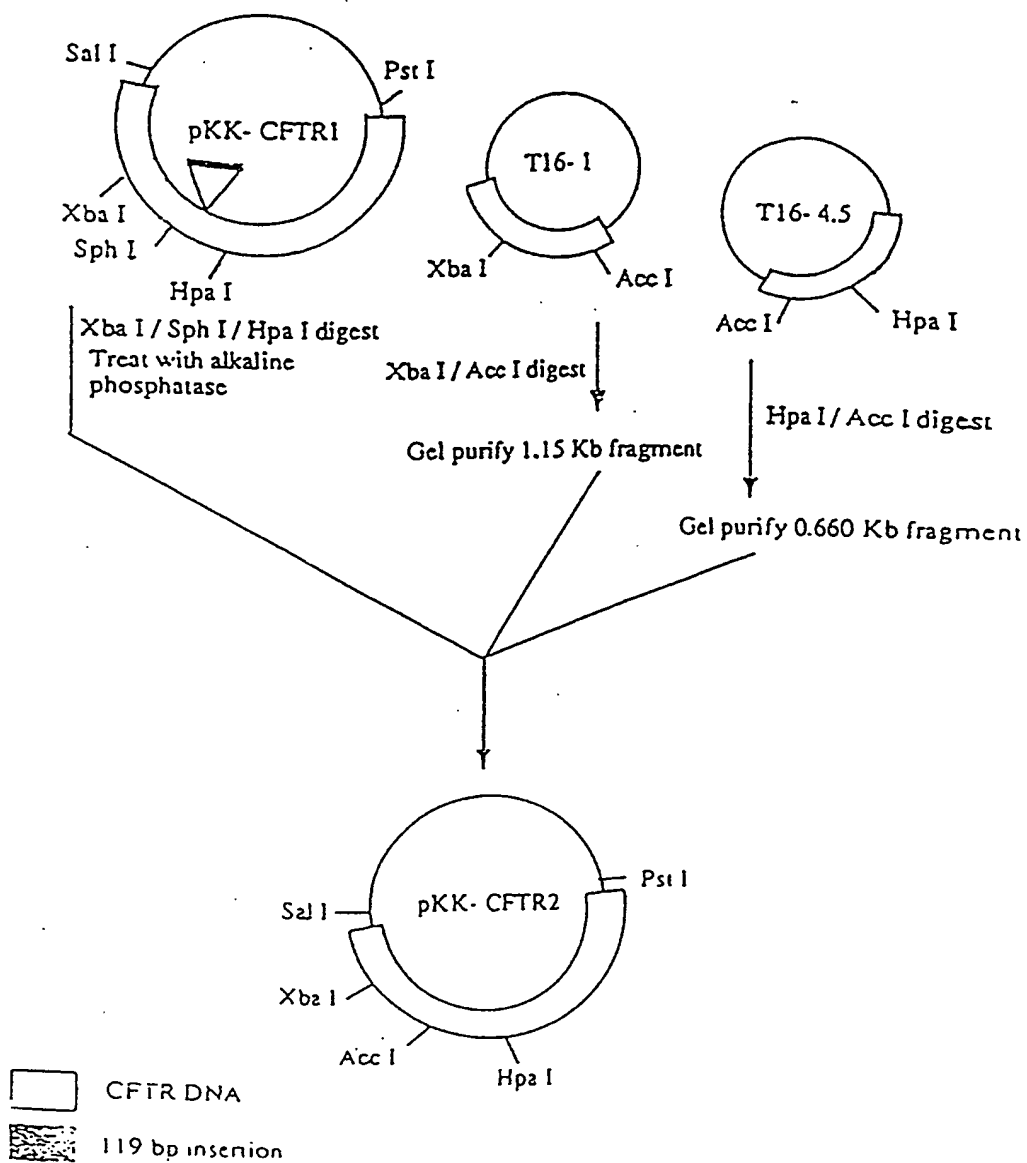 Sal I
Pst I
pKK- CFTR1
Xba I
Sph I
Hpa I
T16- 1
Xba I
Acc I
T16- 4.5
Acc I
Hpa I
Xba I / Sph I / Hpa I digest
Treat with alkaline
phosphatase
Xba I / Acc I digest
Hpa I / Acc I digest
Gel purify 1.15 Kb fragment
Gel purify 0.660 Kb fragment
Sal I
Pst I
pKK- CFTR2
Xba I
Acc I
Hpa I
CFTR DNA
119 bp insertion